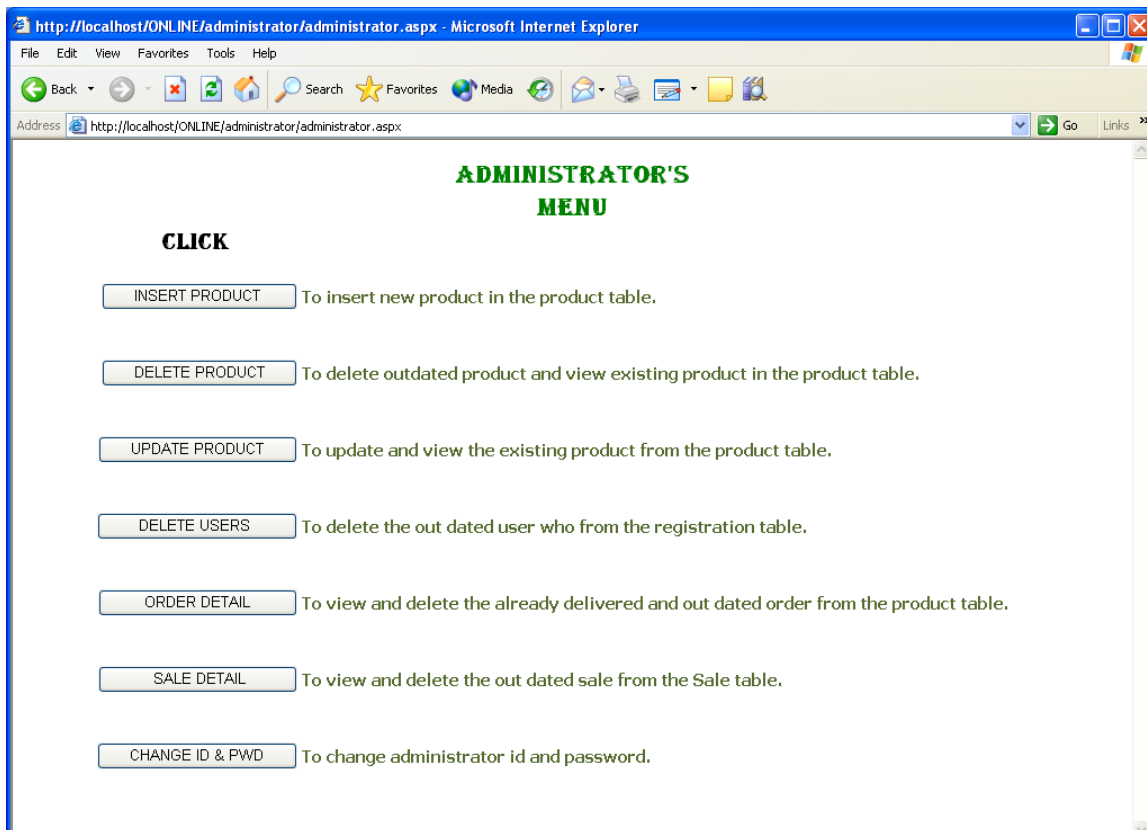 http://localhost/ONLINE/administrator/administrator.aspx - Microsoft Internet Explorer
File Edit View Favorites Tools Help
Back Search Favorites Media
Address http://localhost/ONLINE/administrator/administrator.aspx Go Links »
ADMINISTRATOR'S
MENU
CLICK
INSERT PRODUCT To insert new product in the product table.
DELETE PRODUCT To delete outdated product and view existing product in the product table.
UPDATE PRODUCT To update and view the existing product from the product table.
DELETE USERS To delete the out dated user who from the registration table.
ORDER DETAIL To view and delete the already delivered and out dated order from the product table.
SALE DETAIL To view and delete the out dated sale from the Sale table.
CHANGE ID & PWD To change administrator id and password.